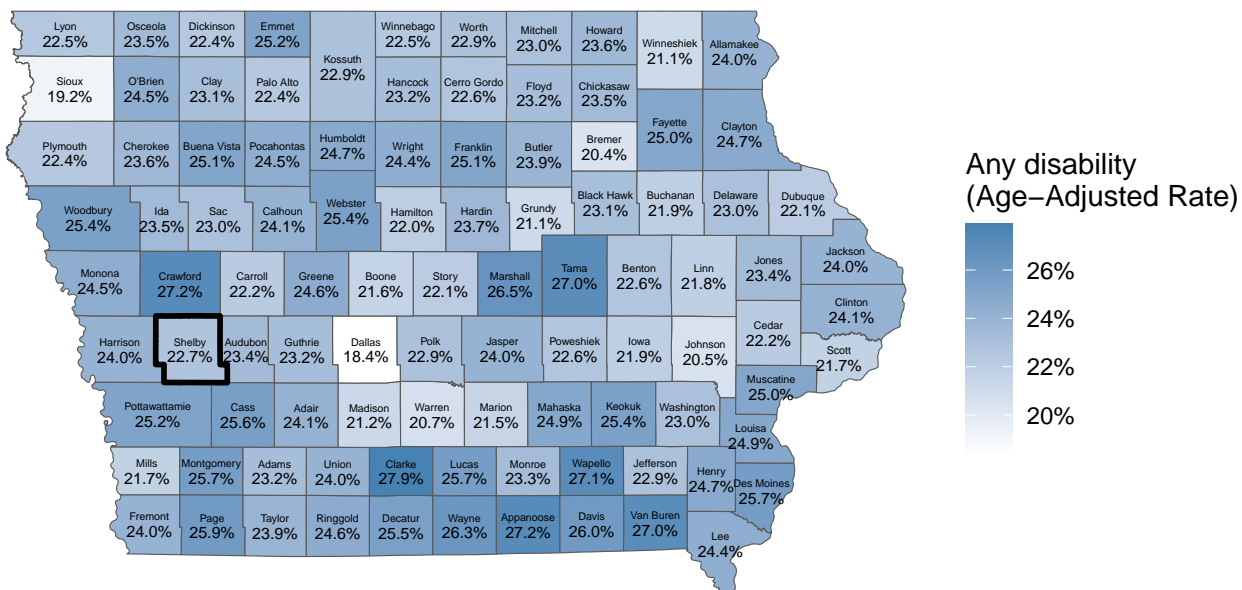 Lyon
22.5%
Osceola
23.5%
Dickinson
22.4%
Emmet
25.2%
Kossuth
22.9%
Winnebago
22.5%
Worth
22.9%
Mitchell
23.0%
Howard
23.6%
Winneshiek
21.1%
Allamakee
24.0%
Sioux
19.2%
O'Brien
24.5%
Clay
23.1%
Palo Alto
22.4%
Hancock
23.2%
Cerro Gordo
22.6%
Floyd
23.2%
Chickasaw
23.5%
Fayette
25.0%
Clayton
24.7%
Plymouth
22.4%
Cherokee
23.6%
Buena Vista
25.1%
Pocahontas
24.5%
Humboldt
24.7%
Wright
24.4%
Franklin
25.1%
Butler
23.9%
Bremer
20.4%
Woodbury
25.4%
Ida
23.5%
Sac
23.0%
Calhoun
24.1%
Webster
25.4%
Hamilton
22.0%
Hardin
23.7%
Grundy
21.1%
Black Hawk
23.1%
Buchanan
21.9%
Delaware
23.0%
Dubuque
22.1%
Monona
24.5%
Crawford
27.2%
Carroll
22.2%
Greene
24.6%
Boone
21.6%
Story
22.1%
Marshall
26.5%
Tama
27.0%
Benton
22.6%
Linn
21.8%
Jones
23.4%
Jackson
24.0%
Clinton
24.1%
Harrison
24.0%
Shelby
22.7%
Audubon
23.4%
Guthrie
23.2%
Dallas
18.4%
Polk
22.9%
Jasper
24.0%
Poweshiek
22.6%
Iowa
21.9%
Johnson
20.5%
Cedar
22.2%
Scott
21.7%
Muscatine
25.0%
Pottawattamie
25.2%
Cass
25.6%
Adair
24.1%
Madison
21.2%
Warren
20.7%
Marion
21.5%
Mahaska
24.9%
Keokuk
25.4%
Washington
23.0%
Louisa
24.9%
Mills
21.7%
Montgomery
25.7%
Adams
23.2%
Union
24.0%
Clarke
27.9%
Lucas
25.7%
Monroe
23.3%
Wapello
27.1%
Jefferson
22.9%
Henry
24.7%
Des Moines
25.7%
Fremont
24.0%
Page
25.9%
Taylor
23.9%
Ringgold
24.6%
Decatur
25.5%
Wayne
26.3%
Appanoose
27.2%
Davis
26.0%
Van Buren
27.0%
Lee
24.4%
Any disability
(Age−Adjusted Rate)
26%
24%
22%
20%